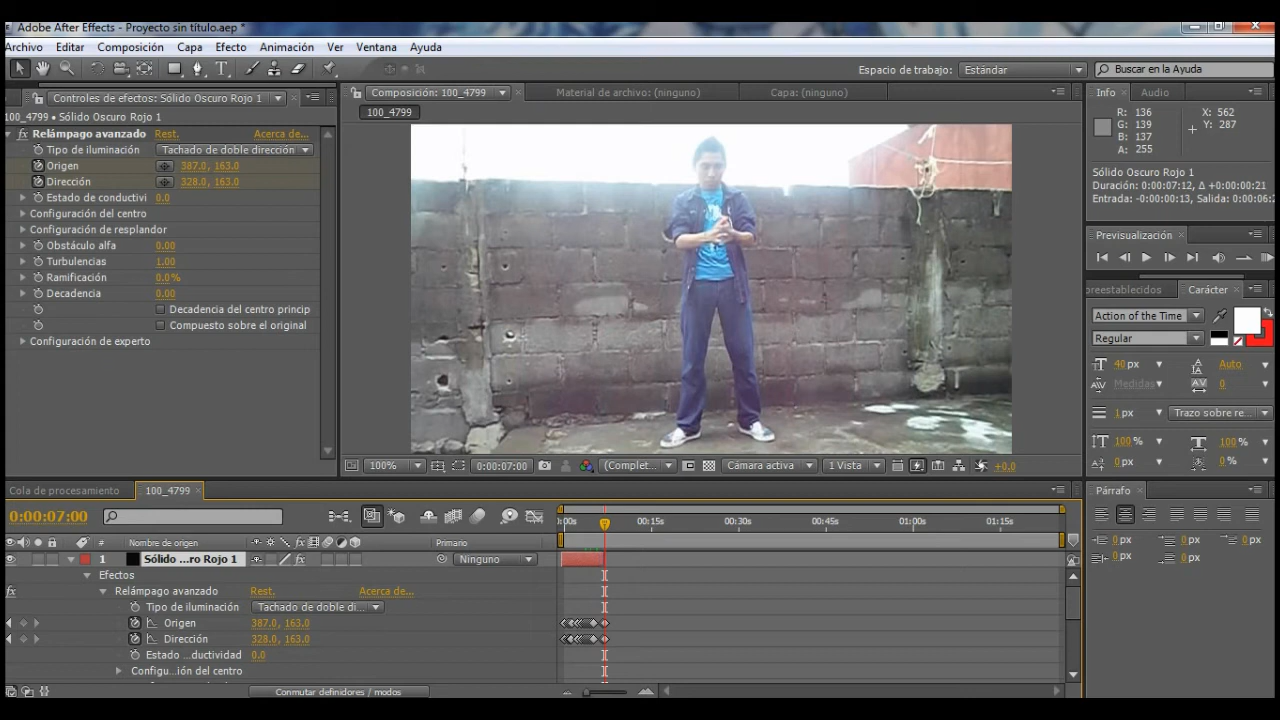 Adobe After Effects - Proyecto sin título.aep *
Archivo Editar Composición Capa Efecto Animación Ver Ventana Ayuda
Espacio de trabajo: Estándar Buscar en la Ayuda
Controles de efectos: Sólido Oscuro Rojo 1
100_4799 • Sólido Oscuro Rojo 1
Relámpago avanzado Rest. Acerca de...
Tipo de iluminación Tachado de doble dirección
Origen 387.0, 163.0
Dirección 328.0, 163.0
Estado de conductivi 0.0
Configuración del centro
Configuración de resplandor
Obstáculo alfa 0.00
Turbulencias 1.00
Ramificación 0.0%
Decadencia 0.00
Decadencia del centro princip
Compuesto sobre el original
Configuración de experto
Composición: 100_4799 Material de archivo: (ninguno) Capa: (ninguno)
100_4799
100% 0:00:07:00 (Complet... Cámara activa 1 Vista +0.0
Info Audio
R: 136 X: 562
G: 139 Y: 287
B: 137
A: 255
Sólido Oscuro Rojo 1
Duración: 0:00:07:12, Δ +0:00:00:21
Entrada: -0:00:00:13, Salida: 0:00:06:2
Previsualización
preestablecidos Carácter
Action of the Time
Regular
40 px Auto
Medidas 0
1 px Trazo sobre re...
100 % 100 %
0 px 0 %
Párrafo
0 px 0 px 0 px
0 px 0 px
Cola de procesamiento 100_4799
0:00:07:00
:00s 00:15s 00:30s 00:45s 01:00s 01:15s
# Nombre de origen Primario
1 Sólido ...ro Rojo 1 Ninguno
Efectos
Relámpago avanzado Rest. Acerca de...
Tipo de iluminación Tachado de doble di...
Origen 387.0, 163.0
Dirección 328.0, 163.0
Estado ...ductividad 0.0
Configu...ión del centro
Conmutar definidores / modos